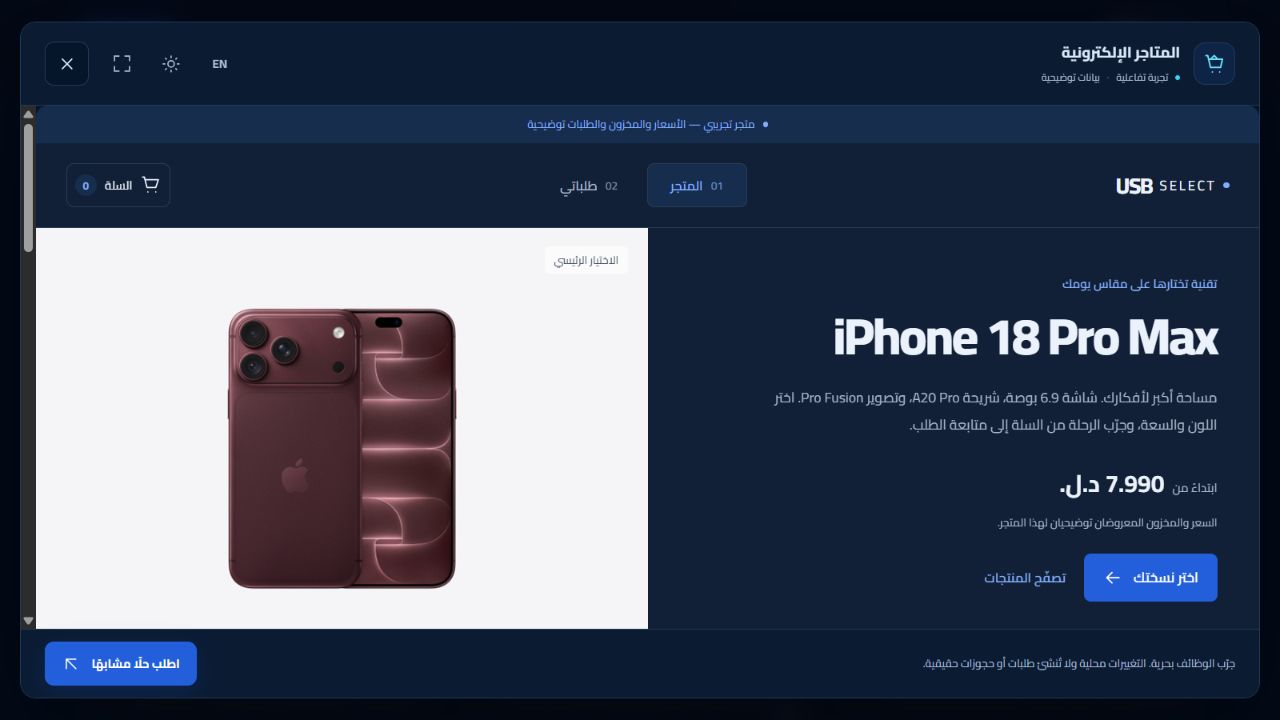 المتاجر الإلكترونية
تجربة تفاعلية · بيانات توضيحية
EN
متجر تجريبي — الأسعار والمخزون والطلبات توضيحية
USB SELECT
01 المتجر
02 طلباتي
السلة 0
تقنية تختارها على مقاس يومك
iPhone 18 Pro Max
مساحة أكبر لأفكارك. شاشة 6.9 بوصة، شريحة A20 Pro، وتصوير Pro Fusion. اختر
اللون والسعة، وجرّب الرحلة من السلة إلى متابعة الطلب.
ابتداءً من 7.990 د.ل.
السعر والمخزون المعروضان توضيحيان لهذا المتجر.
اختر نسختك
تصفّح المنتجات
الاختيار الرئيسي
جرّب الوظائف بحرية. التغييرات محلية ولا تُنشئ طلبات أو حجوزات حقيقية.
اطلب حلًا مشابهًا